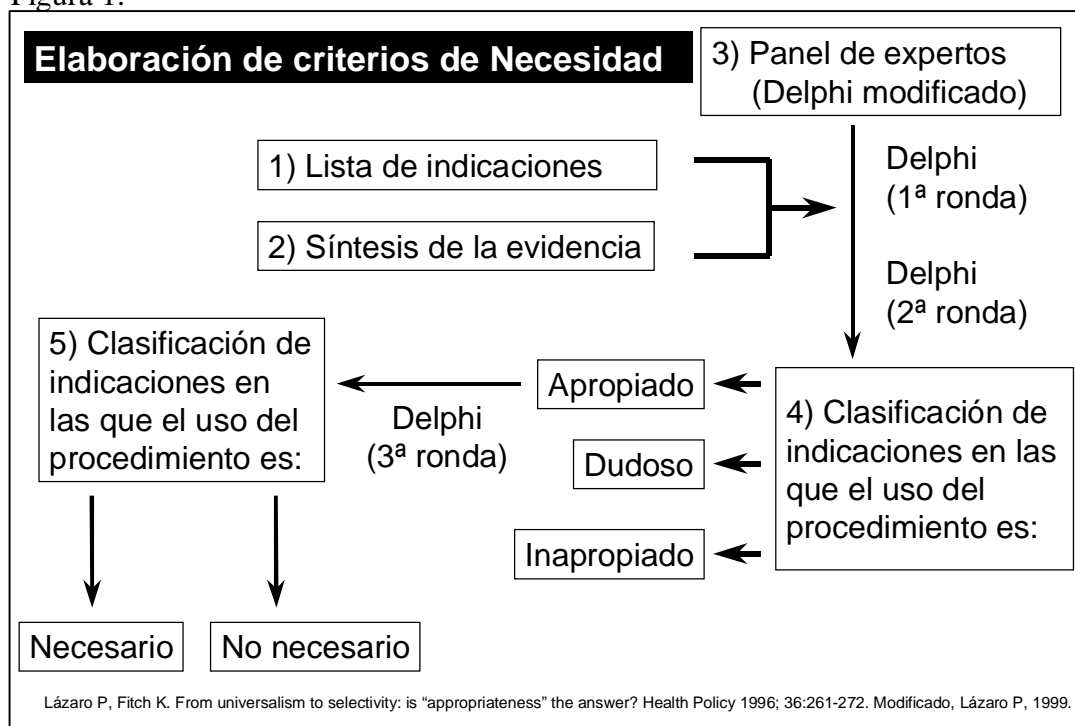 Figura 1.
Elaboración de criterios de Necesidad
3) Panel de expertos
(Delphi modificado)
1) Lista de indicaciones
2) Síntesis de la evidencia
Delphi
(1ª ronda)
Delphi
(2ª ronda)
4) Clasificación de
indicaciones en las
que el uso del
procedimiento es:
Apropiado
Dudoso
Inapropiado
Delphi
(3ª ronda)
5) Clasificación de
indicaciones en
las que el uso del
procedimiento es:
Necesario
No necesario
Lázaro P, Fitch K. From universalism to selectivity: is “appropriateness” the answer? Health Policy 1996; 36:261-272. Modificado, Lázaro P, 1999.